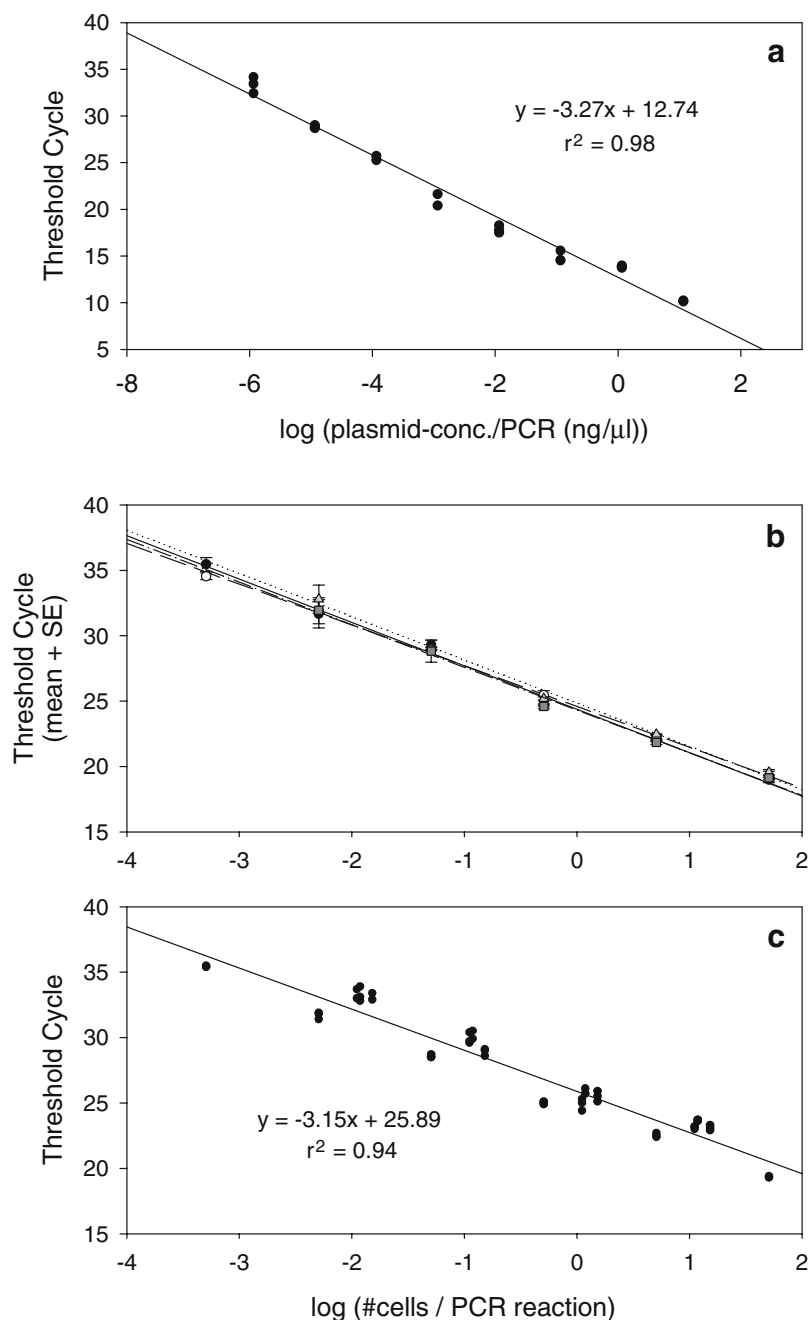 40
35
30
25
20
15
10
5
Threshold Cycle
a
y = -3.27x + 12.74
r² = 0.98
-8 -6 -4 -2 0 2
log (plasmid-conc./PCR (ng/µl))
40
35
30
25
20
15
Threshold Cycle
(mean + SE)
b
-4 -3 -2 -1 0 1 2
40
35
30
25
20
15
Threshold Cycle
c
y = -3.15x + 25.89
r² = 0.94
-4 -3 -2 -1 0 1 2
log (#cells / PCR reaction)